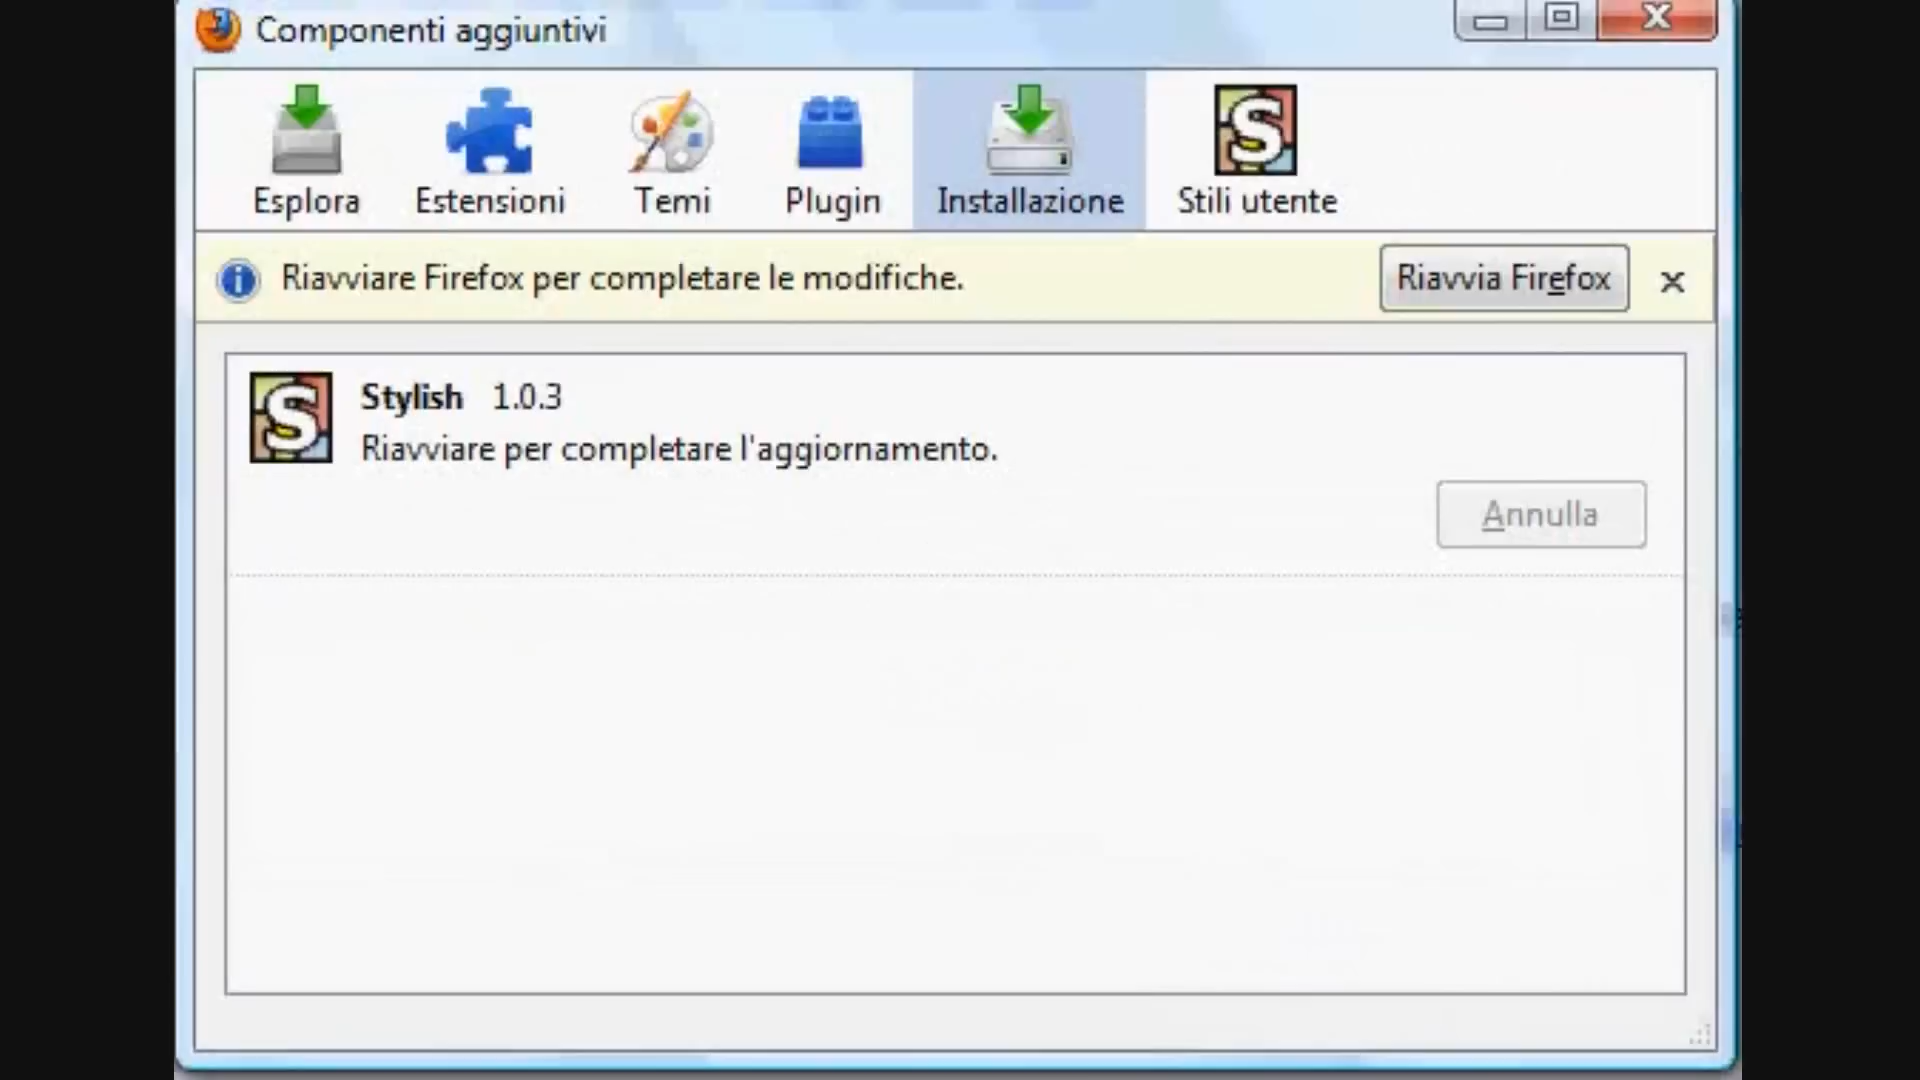 Componenti aggiuntivi
Esplora Estensioni Temi Plugin Installazione Stili utente
Riavviare Firefox per completare le modifiche. Riavvia Firefox
Stylish 1.0.3
Riavviare per completare l'aggiornamento.
Annulla